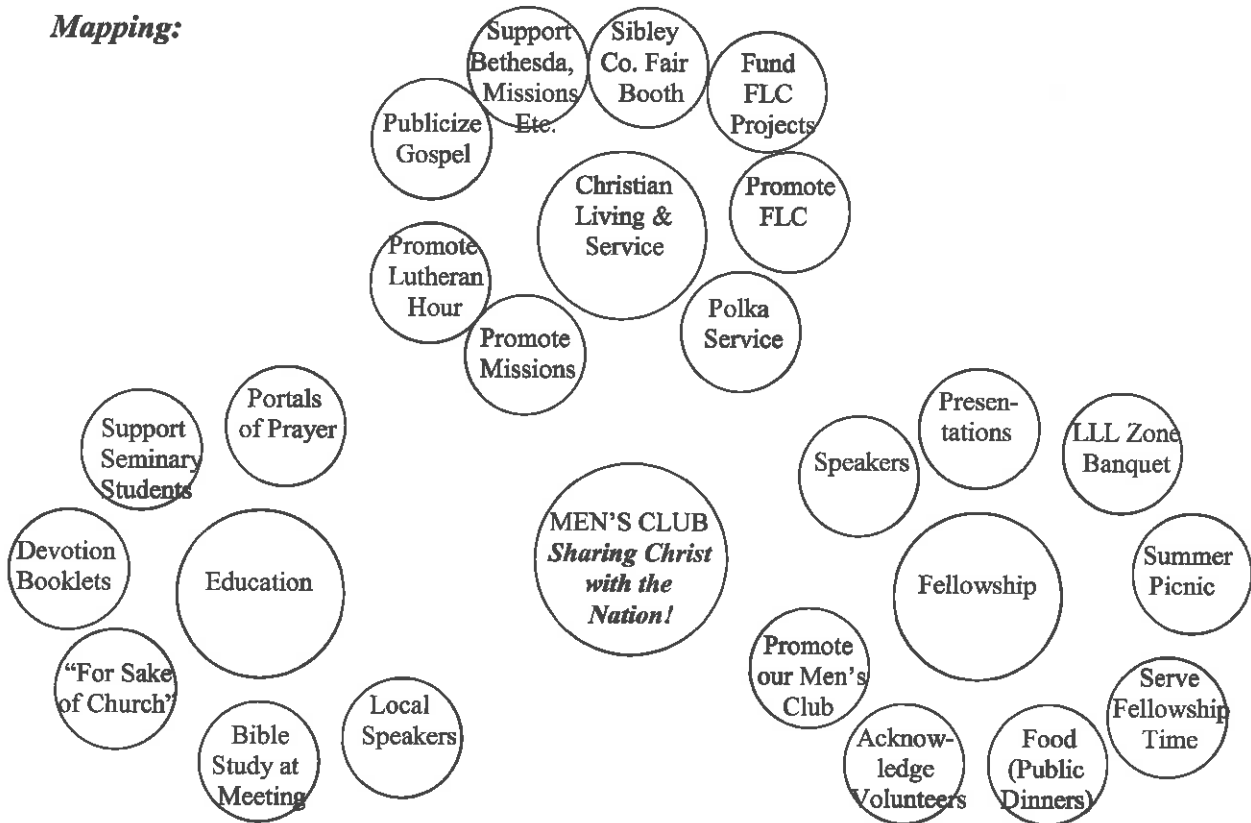 Mapping:
Support
Bethesda,
Missions
Etc.
Sibley
Co. Fair
Booth
Fund
FLC
Projects
Publicize
Gospel
Christian
Living &
Service
Promote
FLC
Promote
Lutheran
Hour
Promote
Missions
Polka
Service
Support
Seminary
Students
Portals
of Prayer
Devotion
Booklets
Education
"For Sake
of Church"
Bible
Study at
Meeting
Local
Speakers
MEN'S CLUB
Sharing Christ
with the
Nation!
Speakers
Presen-
tations
LLL Zone
Banquet
Fellowship
Summer
Picnic
Promote
our Men's
Club
Acknow-
ledge
Volunteers
Food
(Public
Dinners)
Serve
Fellowship
Time